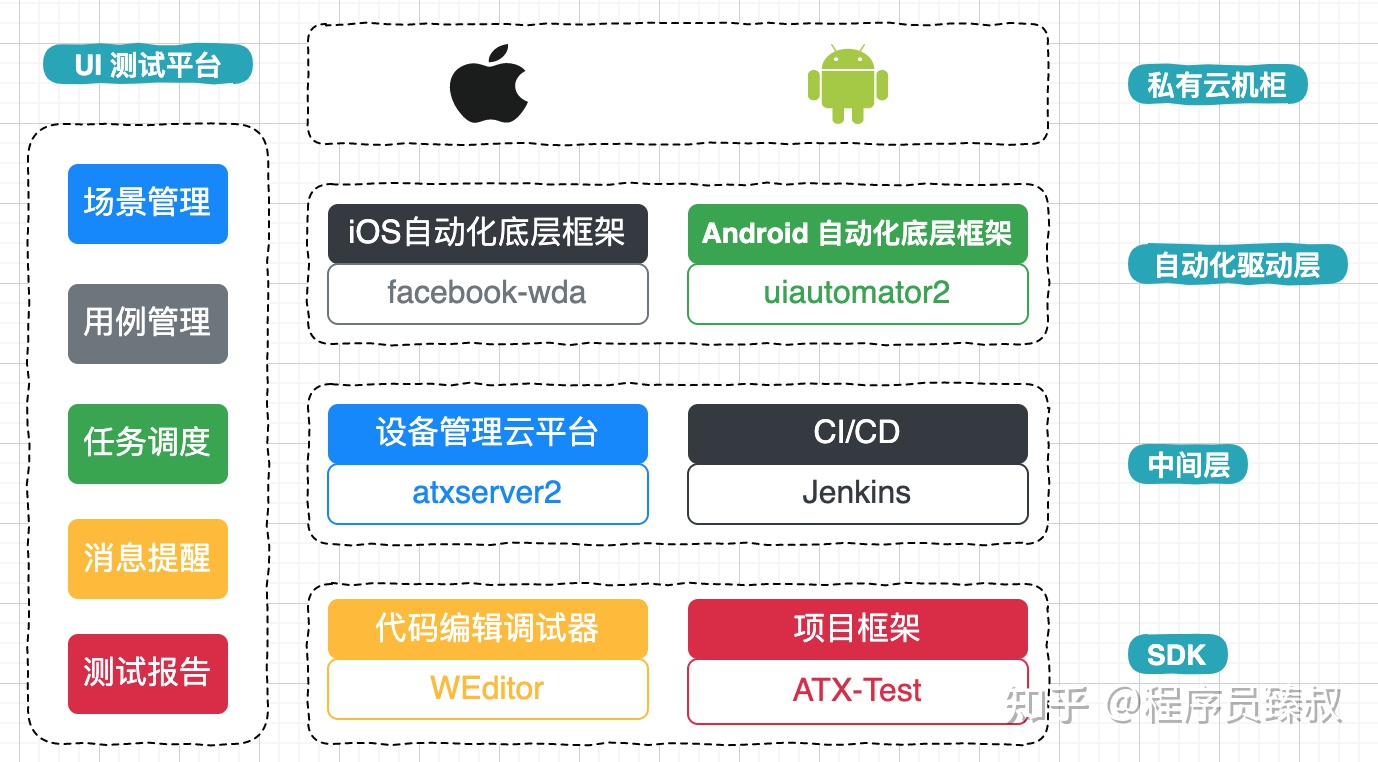 UI 测试平台
场景管理
用例管理
任务调度
消息提醒
测试报告
私有云机柜
iOS自动化底层框架
facebook-wda
Android 自动化底层框架
uiautomator2
自动化驱动层
设备管理云平台
atxserver2
CI/CD
Jenkins
中间层
代码编辑调试器
WEditor
项目框架
ATX-Test
SDK
知乎 @程序员臻叔